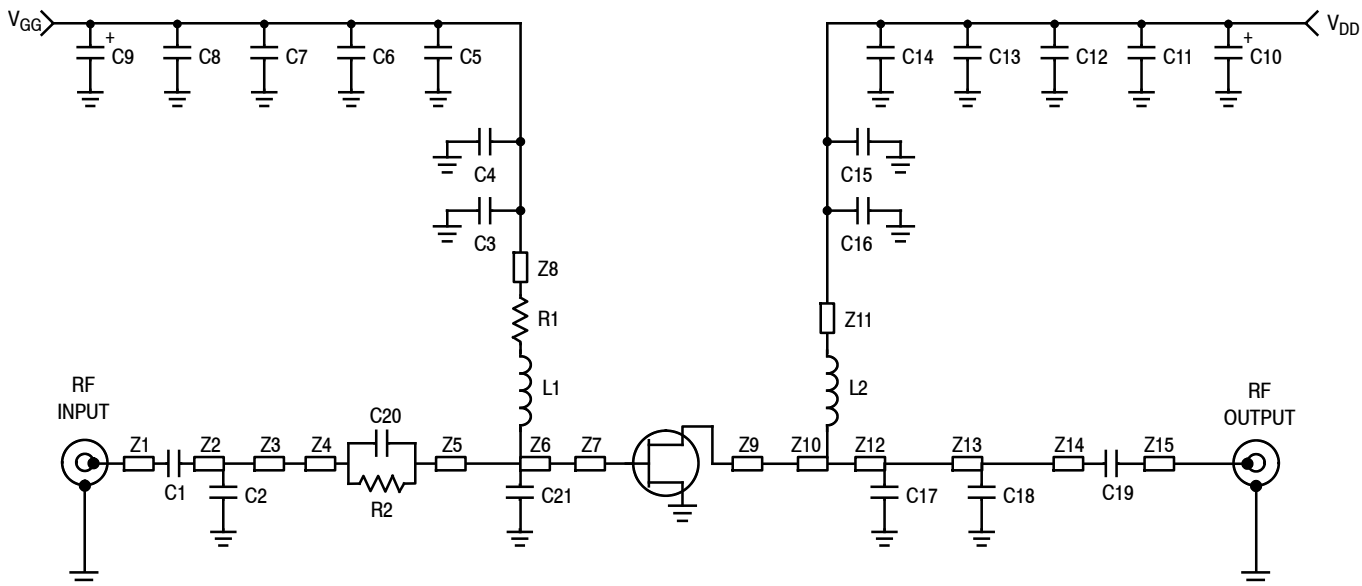 VGG
VDD
+
C9
C8
C7
C6
C5
C14
C13
C12
C11
+
C10
C4
C15
C3
C16
Z8
R1
Z11
L1
L2
RF
INPUT
RF
OUTPUT
C20
Z1
Z2
Z3
Z4
Z5
Z6
Z7
Z9
Z10
Z12
Z13
Z14
Z15
C1
C2
R2
C21
C17
C18
C19